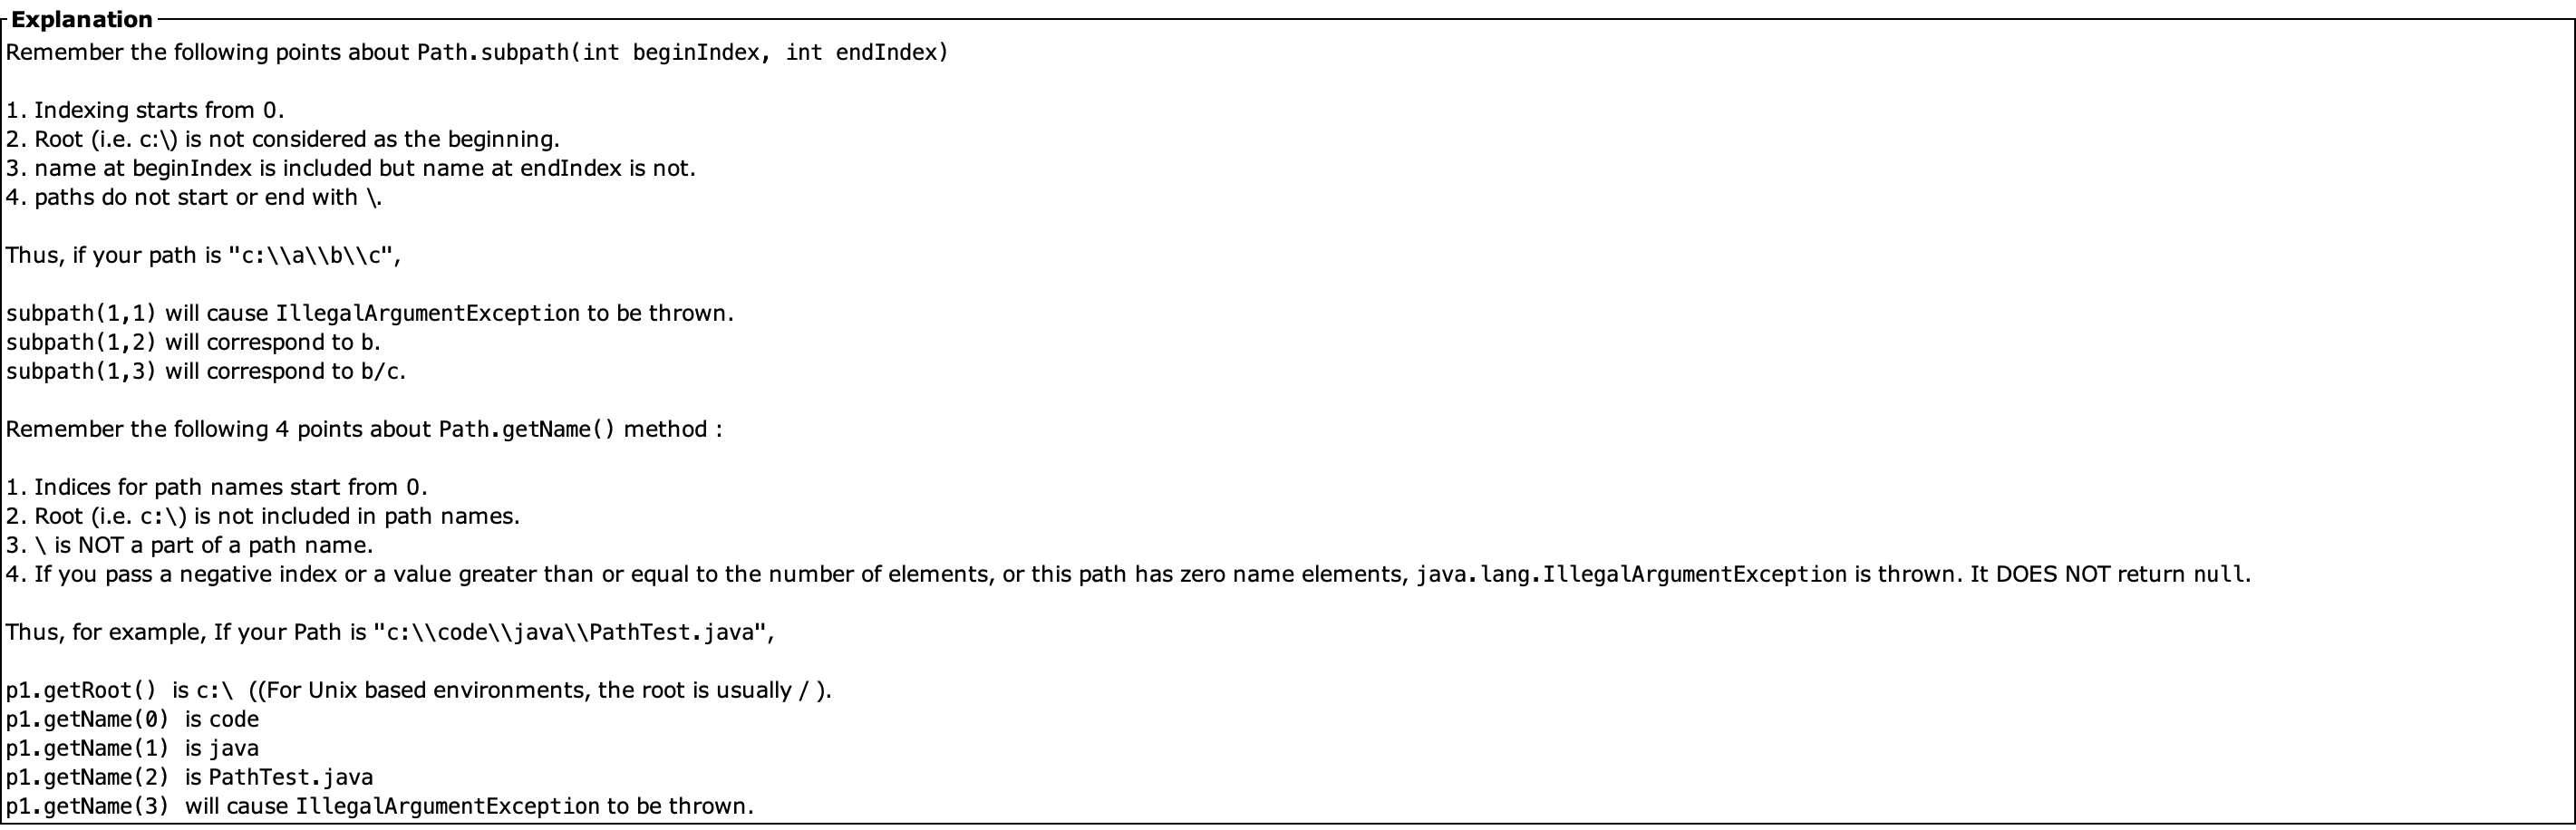 Explanation
Remember the following points about Path.subpath(int beginIndex, int endIndex)
1. Indexing starts from 0.
2. Root (i.e. c:\) is not considered as the beginning.
3. name at beginIndex is included but name at endIndex is not.
4. paths do not start or end with \.
Thus, if your path is "c:\\a\\b\\c",
subpath(1,1) will cause IllegalArgumentException to be thrown.
subpath(1,2) will correspond to b.
subpath(1,3) will correspond to b/c.
Remember the following 4 points about Path.getName() method :
1. Indices for path names start from 0.
2. Root (i.e. c:\) is not included in path names.
3. \ is NOT a part of a path name.
4. If you pass a negative index or a value greater than or equal to the number of elements, or this path has zero name elements, java.lang.IllegalArgumentException is thrown. It DOES NOT return null.
Thus, for example, If your Path is "c:\\code\\java\\PathTest.java",
p1.getRoot() is c:\ ((For Unix based environments, the root is usually / ).
p1.getName(0) is code
p1.getName(1) is java
p1.getName(2) is PathTest.java
p1.getName(3) will cause IllegalArgumentException to be thrown.